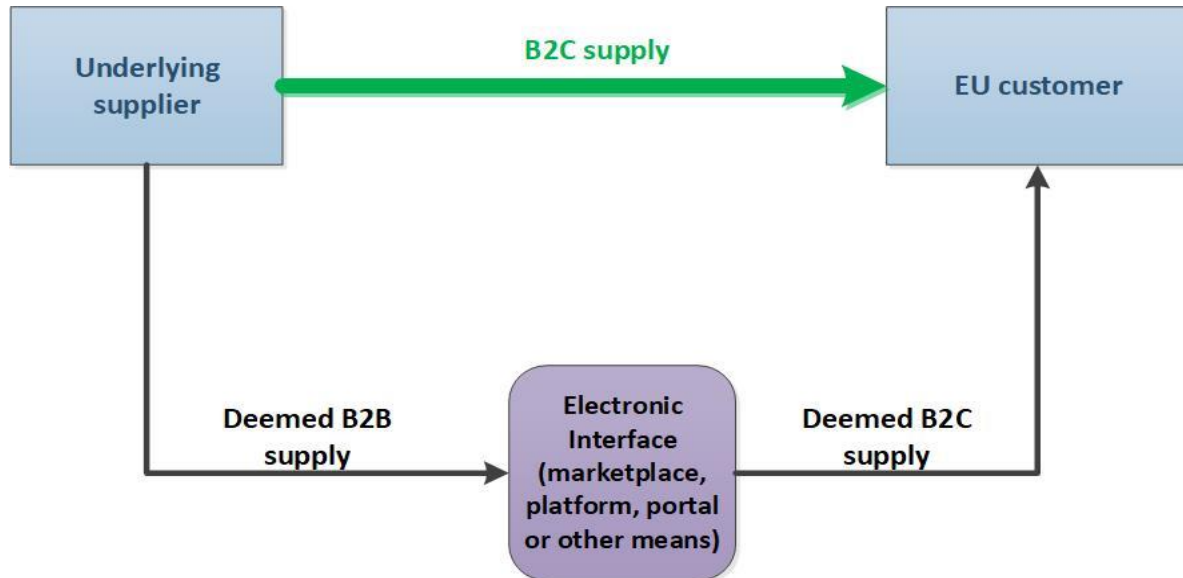 B2C supply
Underlying
supplier
EU customer
Deemed B2B
supply
Electronic
Interface
(marketplace,
platform, portal
or other means)
Deemed B2C
supply